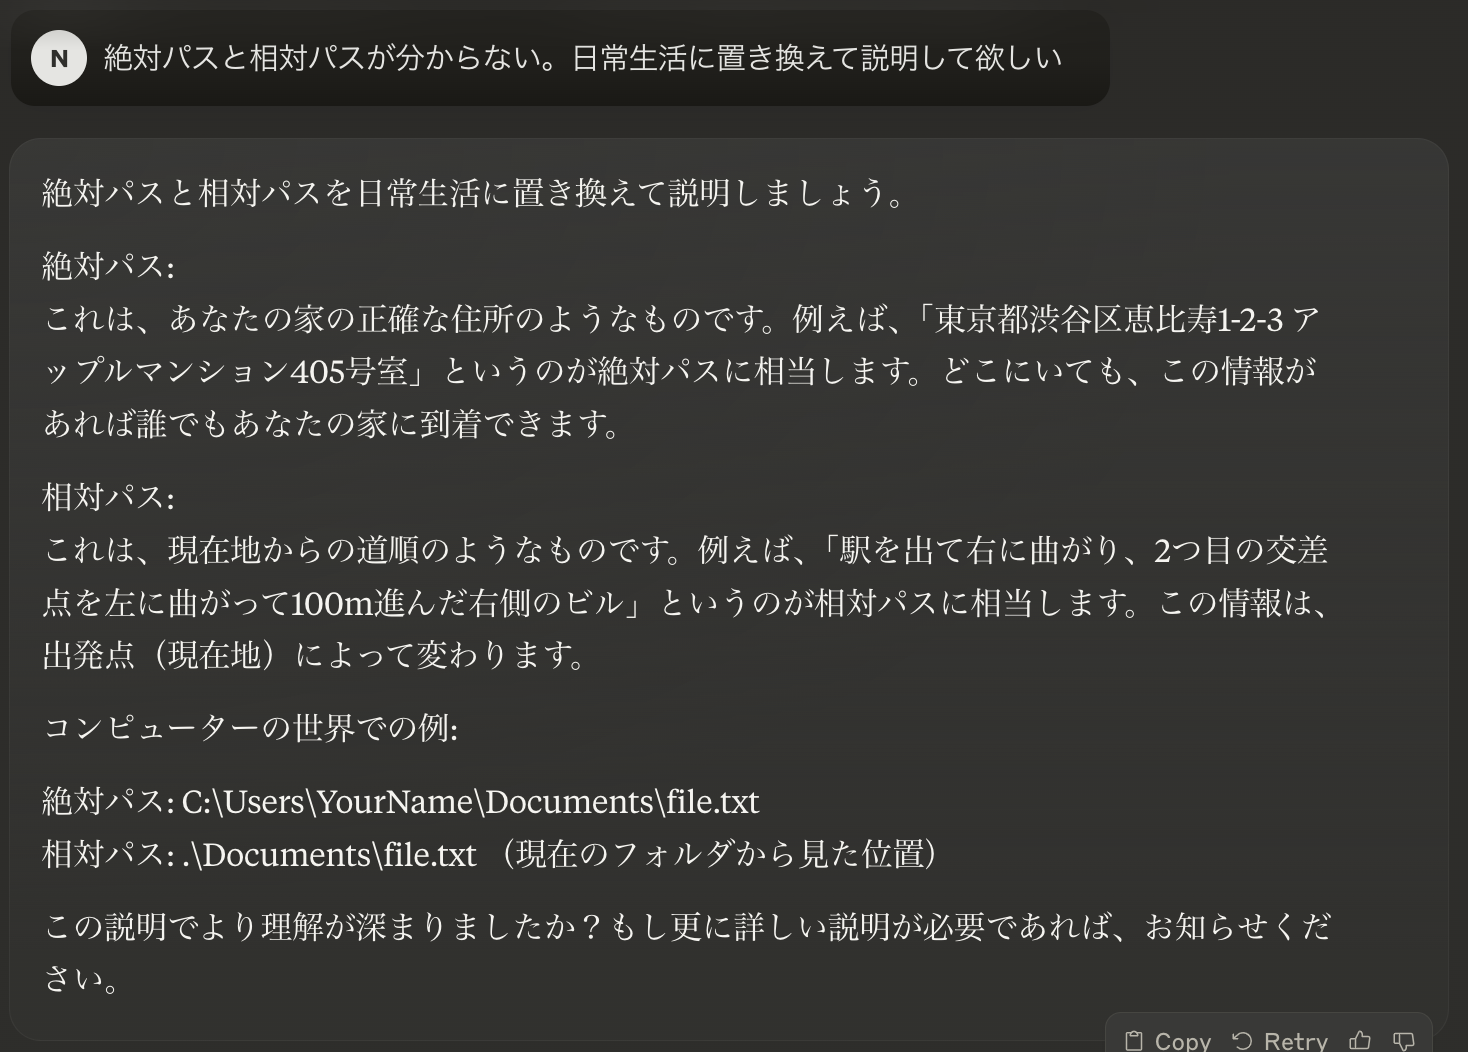 N 絶対パスと相対パスが分からない。日常生活に置き換えて説明して欲しい
絶対パスと相対パスを日常生活に置き換えて説明しましょう。
絶対パス:
これは、あなたの家の正確な住所のようなものです。例えば、「東京都渋谷区恵比寿1-2-3 ア
ップルマンション405号室」というのが絶対パスに相当します。どこにいても、この情報が
あれば誰でもあなたの家に到着できます。
相対パス:
これは、現在地からの道順のようなものです。例えば、「駅を出て右に曲がり、2つ目の交差
点を左に曲がって100m進んだ右側のビル」というのが相対パスに相当します。この情報は、
出発点（現在地）によって変わります。
コンピューターの世界での例:
絶対パス: C:\Users\YourName\Documents\file.txt
相対パス: .\Documents\file.txt （現在のフォルダから見た位置）
この説明でより理解が深まりましたか？もし更に詳しい説明が必要であれば、お知らせくだ
さい。
Copy Retry